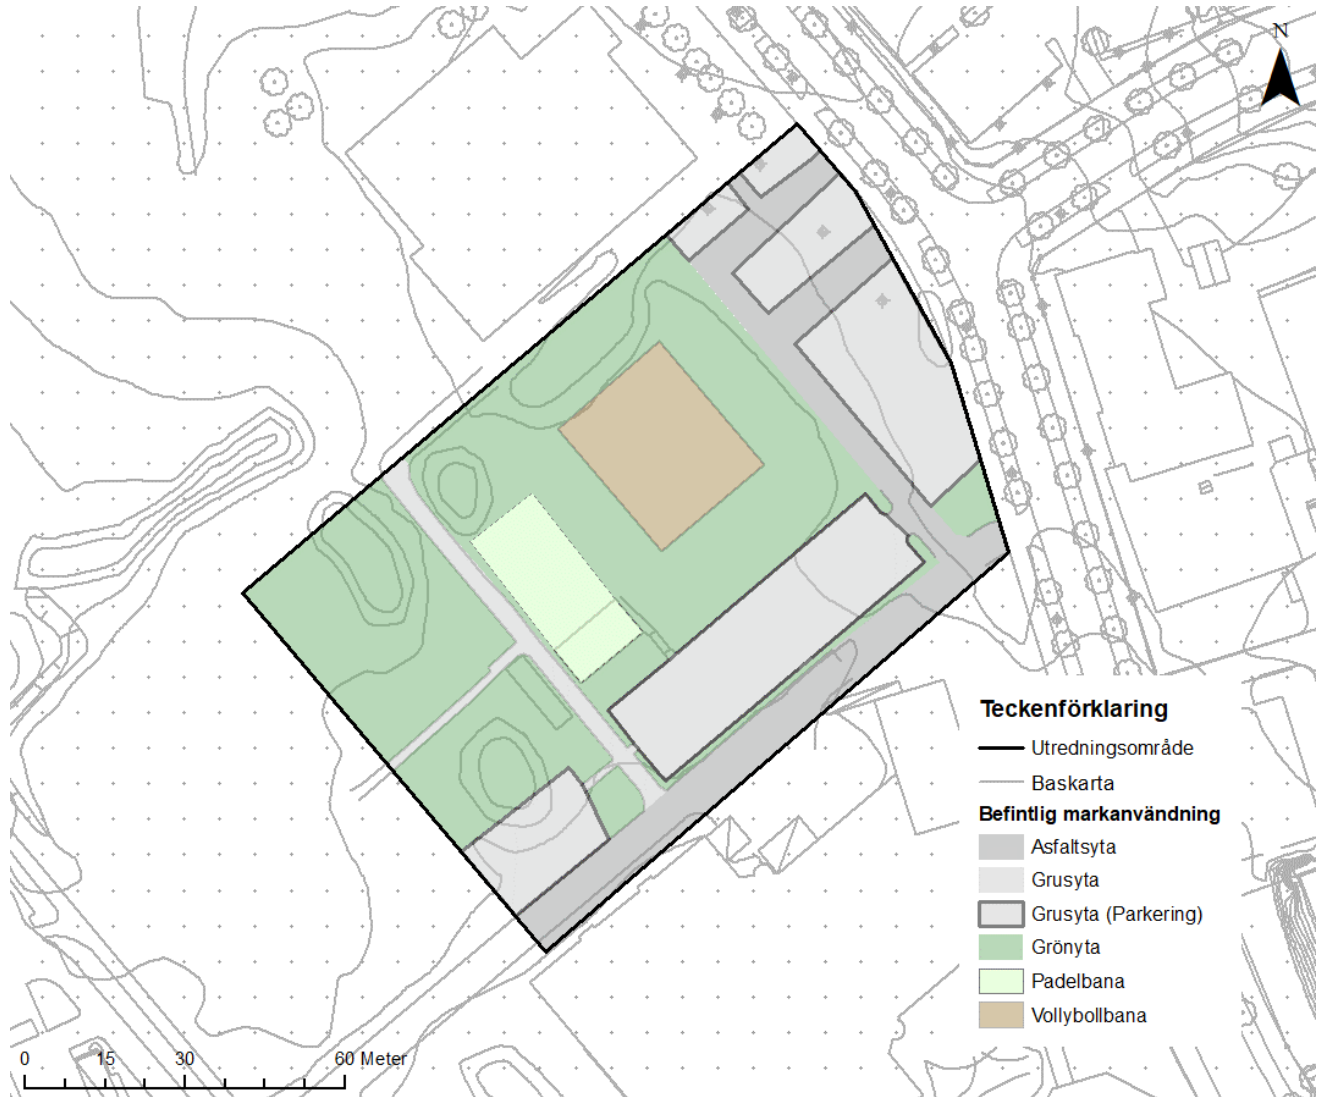 N
Teckenförklaring
Utredningsområde
Baskarta
Befintlig markanvändning
Asfaltsyta
Grusyta
Grusyta (Parkering)
Grönyta
Padelbana
Vollybollbana
0 15 30 60 Meter